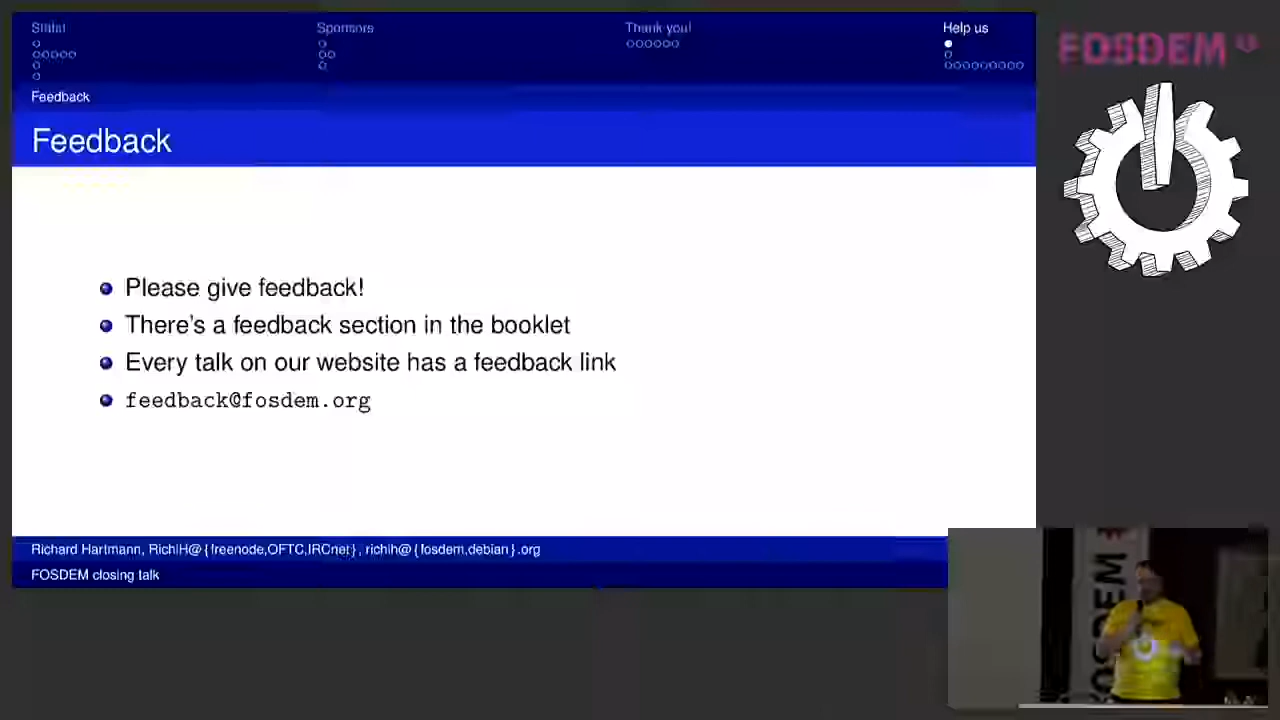 Sponsors
Thank you!
Help us
Feedback
Feedback
Please give feedback!
There's a feedback section in the booklet
Every talk on our website has a feedback link
feedback@fosdem.org
Richard Hartmann, RichiH@{freenode,OFTC,IRCnet}, richih@{fosdem,debian}.org
FOSDEM closing talk
FOSDEM
FOSDEM